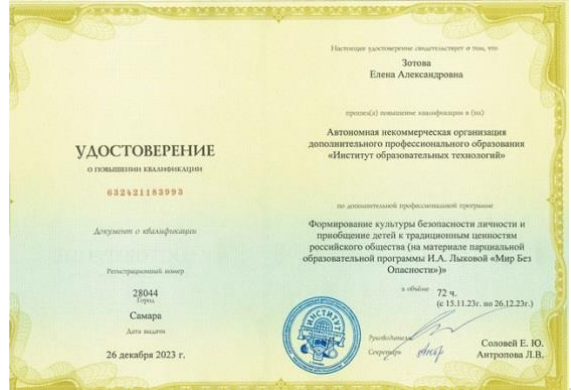 УДОСТОВЕРЕНИЕ
О ПОВЫШЕНИИ КВАЛИФИКАЦИИ
632421183993
Документ о квалификации
Регистрационный номер
28044
Город
Самара
Дата выдачи
26 декабря 2023 г.
Настоящее удостоверение свидетельствует о том, что
Зотова
Елена Александровна
прошел(а) повышение квалификации в (на)
Автономная некоммерческая организация
дополнительного профессионального образования
«Институт образовательных технологий»
по дополнительной профессиональной программе
Формирование культуры безопасности личности и
приобщение детей к традиционным ценностям
российского общества (на материале парциальной
образовательной программы И.А. Лыковой «Мир Без
Опасности»)»
в объёме
72 ч.
(с 15.11.23г. по 26.12.23г.)
ИНСТИТУТ
Руководитель
Соловей Е. Ю.
Секретарь
Антропова Л.В.